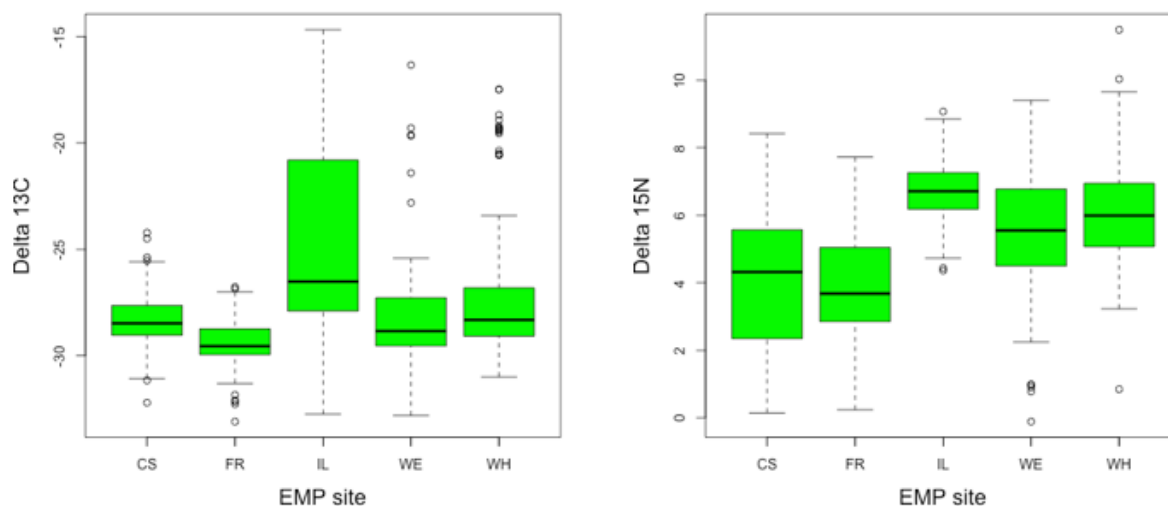 Delta 13C
-15
-20
-25
-30
CS FR IL WE WH
EMP site
Delta 15N
10
8
6
4
2
0
CS FR IL WE WH
EMP site